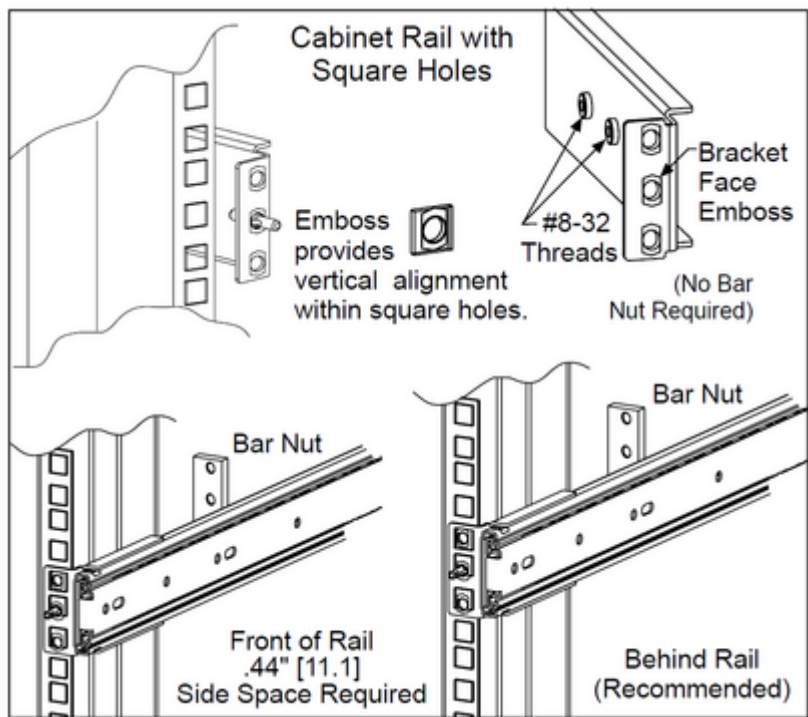 Cabinet Rail with
Square Holes
Bracket
Face
Emboss
#8-32
Threads
(No Bar
Nut Required)
Emboss
provides
vertical alignment
within square holes.
Bar Nut
Bar Nut
Front of Rail
.44" [11.1]
Side Space Required
Behind Rail
(Recommended)